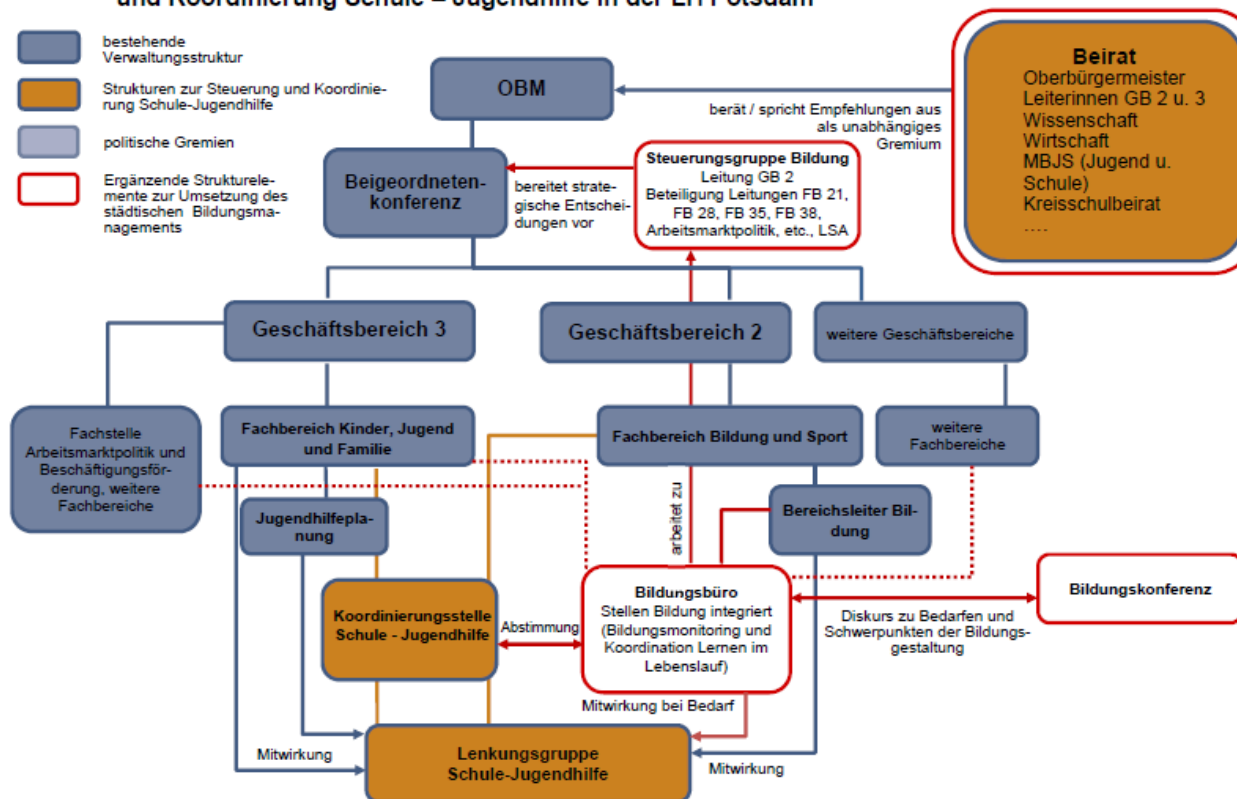 und Koordinierung Schule – Jugendhilfe in der LH Potsdam
bestehende
Verwaltungsstruktur
Strukturen zur Steuerung und Koordinie-
rung Schule-Jugendhilfe
politische Gremien
Ergänzende Strukturele-
mente zur Umsetzung des
städtischen Bildungsma-
nagements
OBM
berät / spricht Empfehlungen aus
als unabhängiges
Gremium
Beirat
Oberbürgermeister
Leiterinnen GB 2 u. 3
Wissenschaft
Wirtschaft
MBJS (Jugend u.
Schule)
Kreisschulbeirat
....
Beigeordneten-
konferenz
bereitet strate-
gische Entschei-
dungen vor
Steuerungsgruppe Bildung
Leitung GB 2
Beteiligung Leitungen FB 21,
FB 28, FB 35, FB 38,
Arbeitsmarktpolitik, etc., LSA
Geschäftsbereich 3
Geschäftsbereich 2
weitere Geschäftsbereiche
Fachstelle
Arbeitsmarktpolitik und
Beschäftigungsför-
derung, weitere
Fachbereiche
Fachbereich Kinder, Jugend
und Familie
Fachbereich Bildung und Sport
weitere
Fachbereiche
Jugendhilfepla-
nung
arbeitet zu
Bereichsleiter Bil-
dung
Koordinierungsstelle
Schule - Jugendhilfe
Abstimmung
Bildungsbüro
Stellen Bildung integriert
(Bildungsmonitoring und
Koordination Lernen im
Lebenslauf)
Diskurs zu Bedarfen und
Schwerpunkten der Bildungs-
gestaltung
Bildungskonferenz
Mitwirkung bei Bedarf
Mitwirkung
Lenkungsgruppe
Schule-Jugendhilfe
Mitwirkung